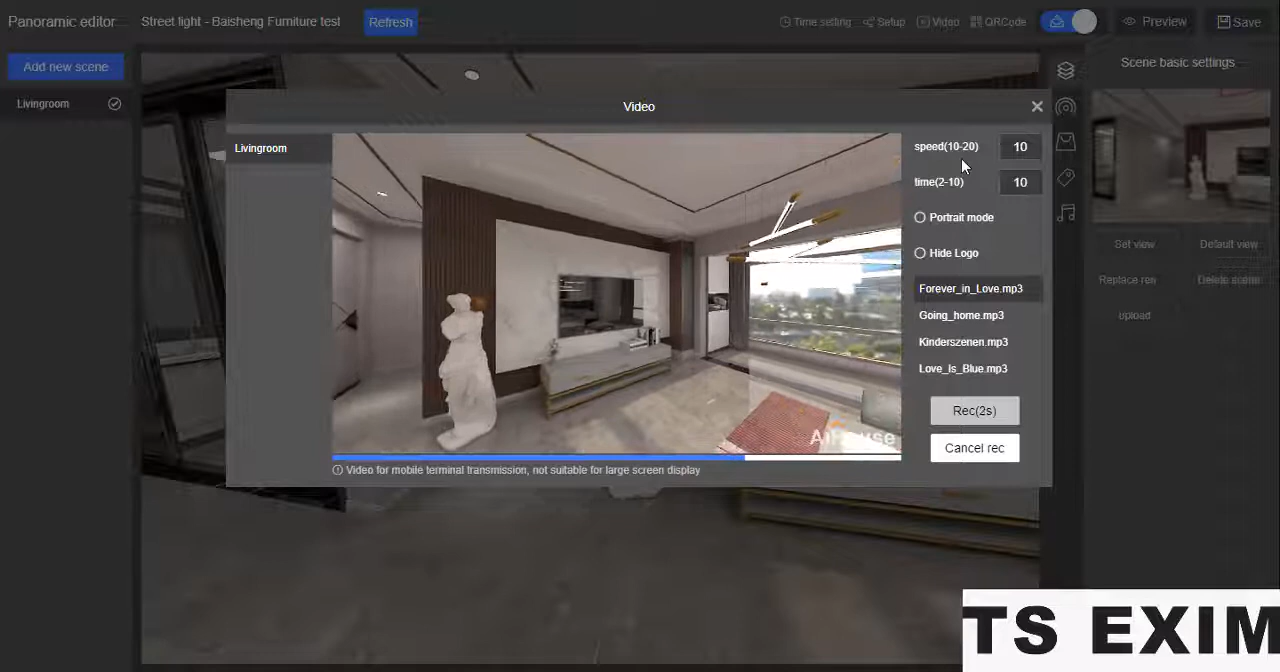 Panoramic editor
Street light - Baisheng Furniture test
Refresh
Time setting
Setup
Video
QRCode
Preview
Save
Add new scene
Livingroom
Scene basic settings
Video
Livingroom
speed(10-20) 10
time(2-10) 10
Portrait mode
Hide Logo
Forever_in_Love.mp3
Going_home.mp3
Kinderszenen.mp3
Love_Is_Blue.mp3
Rec(2s)
Cancel rec
AiHouse
Video for mobile terminal transmission, not suitable for large screen display
Set view
Default view
Replace ren
Delete scene
upload
TS EXIM